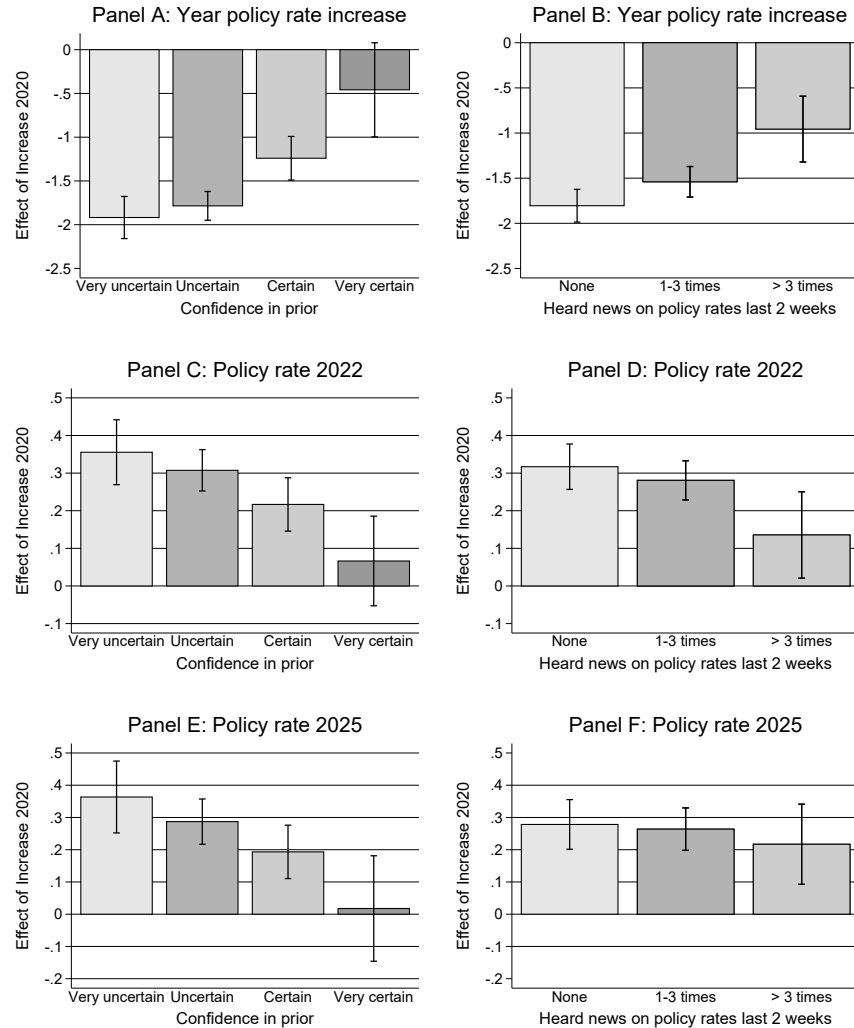 Panel A: Year policy rate increase
Effect of Increase 2020
0
-.5
-1
-1.5
-2
-2.5
Very uncertain Uncertain Certain Very certain
Confidence in prior
Panel B: Year policy rate increase
Effect of Increase 2020
0
-.5
-1
-1.5
-2
-2.5
None 1-3 times > 3 times
Heard news on policy rates last 2 weeks
Panel C: Policy rate 2022
Effect of Increase 2020
.5
.4
.3
.2
.1
0
-.1
Very uncertain Uncertain Certain Very certain
Confidence in prior
Panel D: Policy rate 2022
Effect of Increase 2020
.5
.4
.3
.2
.1
0
-.1
None 1-3 times > 3 times
Heard news on policy rates last 2 weeks
Panel E: Policy rate 2025
Effect of Increase 2020
.5
.4
.3
.2
.1
0
-.1
-.2
Very uncertain Uncertain Certain Very certain
Confidence in prior
Panel F: Policy rate 2025
Effect of Increase 2020
.5
.4
.3
.2
.1
0
-.1
-.2
None 1-3 times > 3 times
Heard news on policy rates last 2 weeks